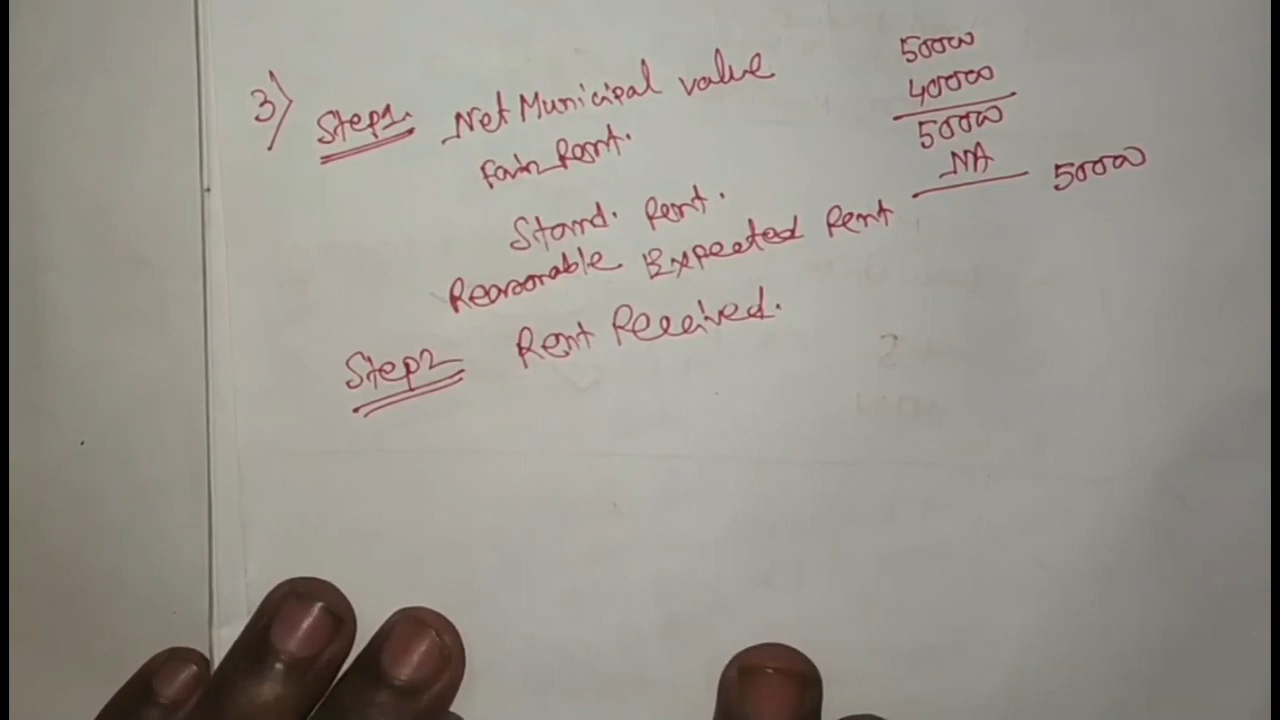 3) Step1. Net Municipal value 50000
Fair Rent. 40000
50000
Stand. Rent. NA
Reasonable Expected Rent 50000
Step2 Rent Received.